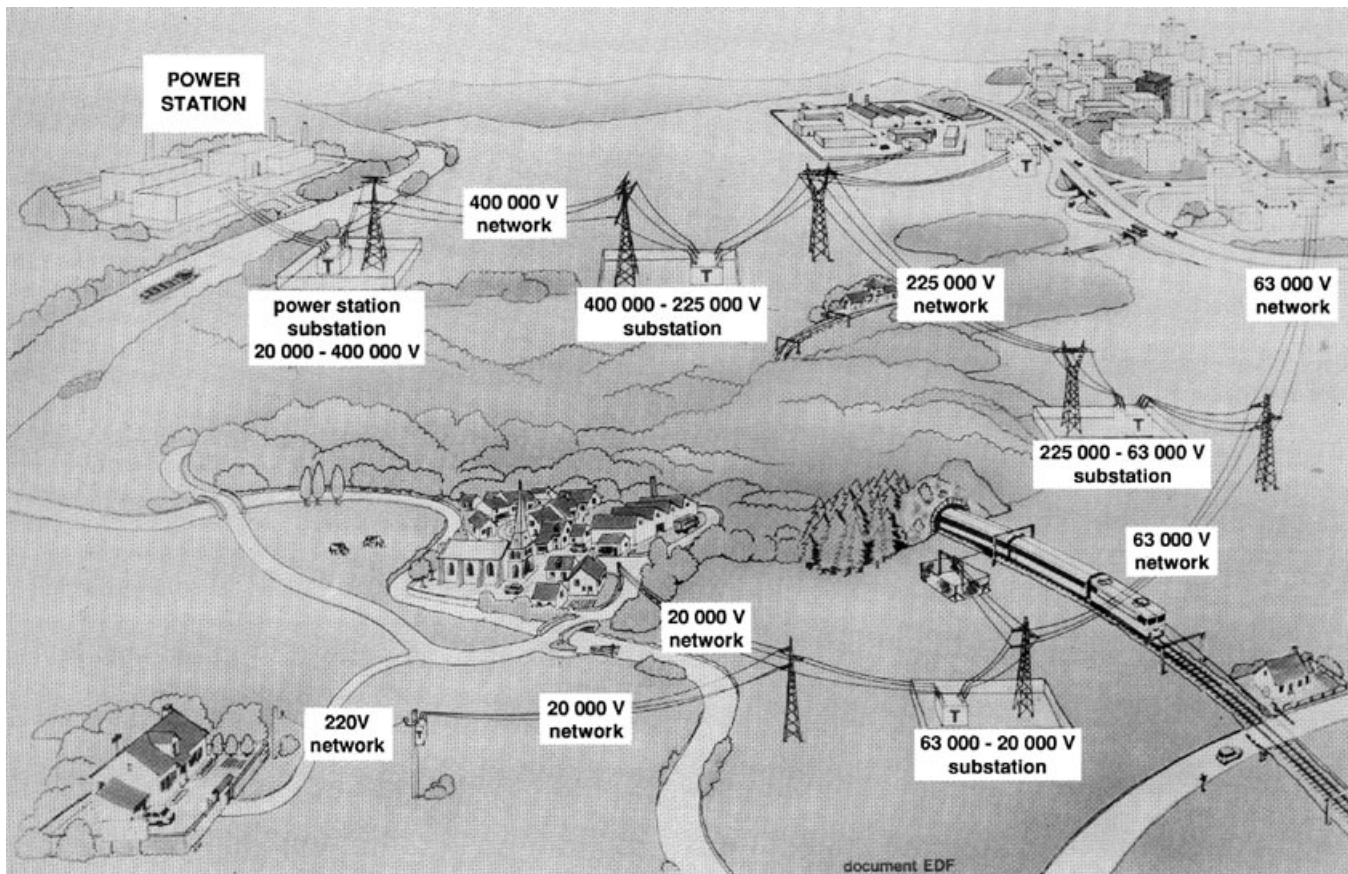 POWER
STATION
T
400 000 V
network
T
T
power station
substation
20 000 - 400 000 V
400 000 - 225 000 V
substation
225 000 V
network
63 000 V
network
T
225 000 - 63 000 V
substation
63 000 V
network
20 000 V
network
220V
network
T
20 000 V
network
T
63 000 - 20 000 V
substation
document EDF